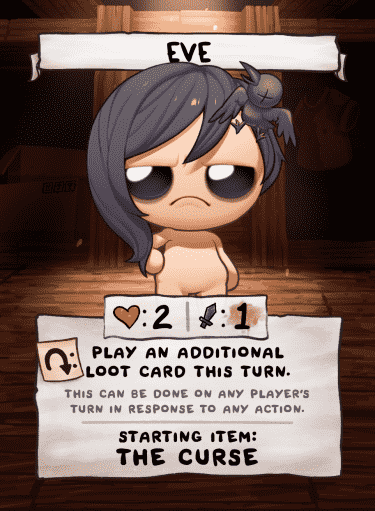 EVE
:2 :1
: PLAY AN ADDITIONAL
LOOT CARD THIS TURN.
THIS CAN BE DONE ON ANY PLAYER'S
TURN IN RESPONSE TO ANY ACTION.
STARTING ITEM:
THE CURSE